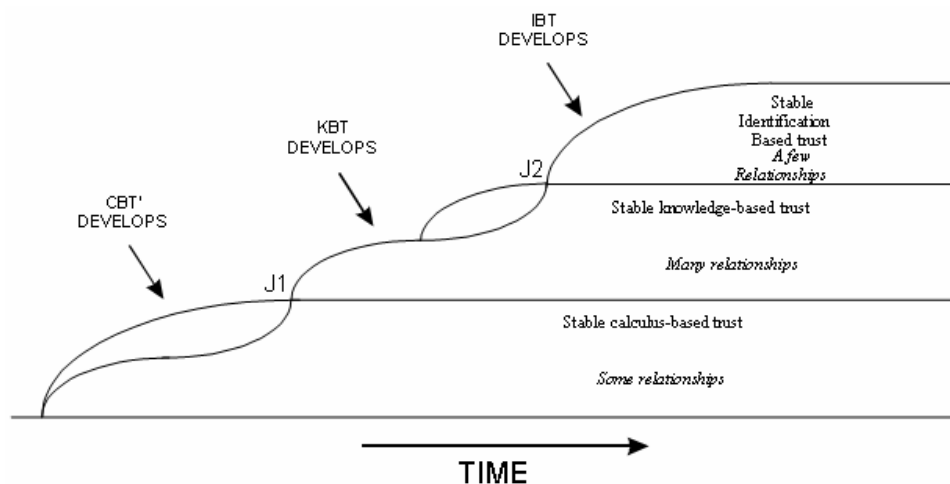 IBT
DEVELOPS
KBT
DEVELOPS
CBT'
DEVELOPS
J1
J2
Stable
Identification
Based trust
A few
Relationships
Stable knowledge-based trust
Many relationships
Stable calculus-based trust
Some relationships
TIME